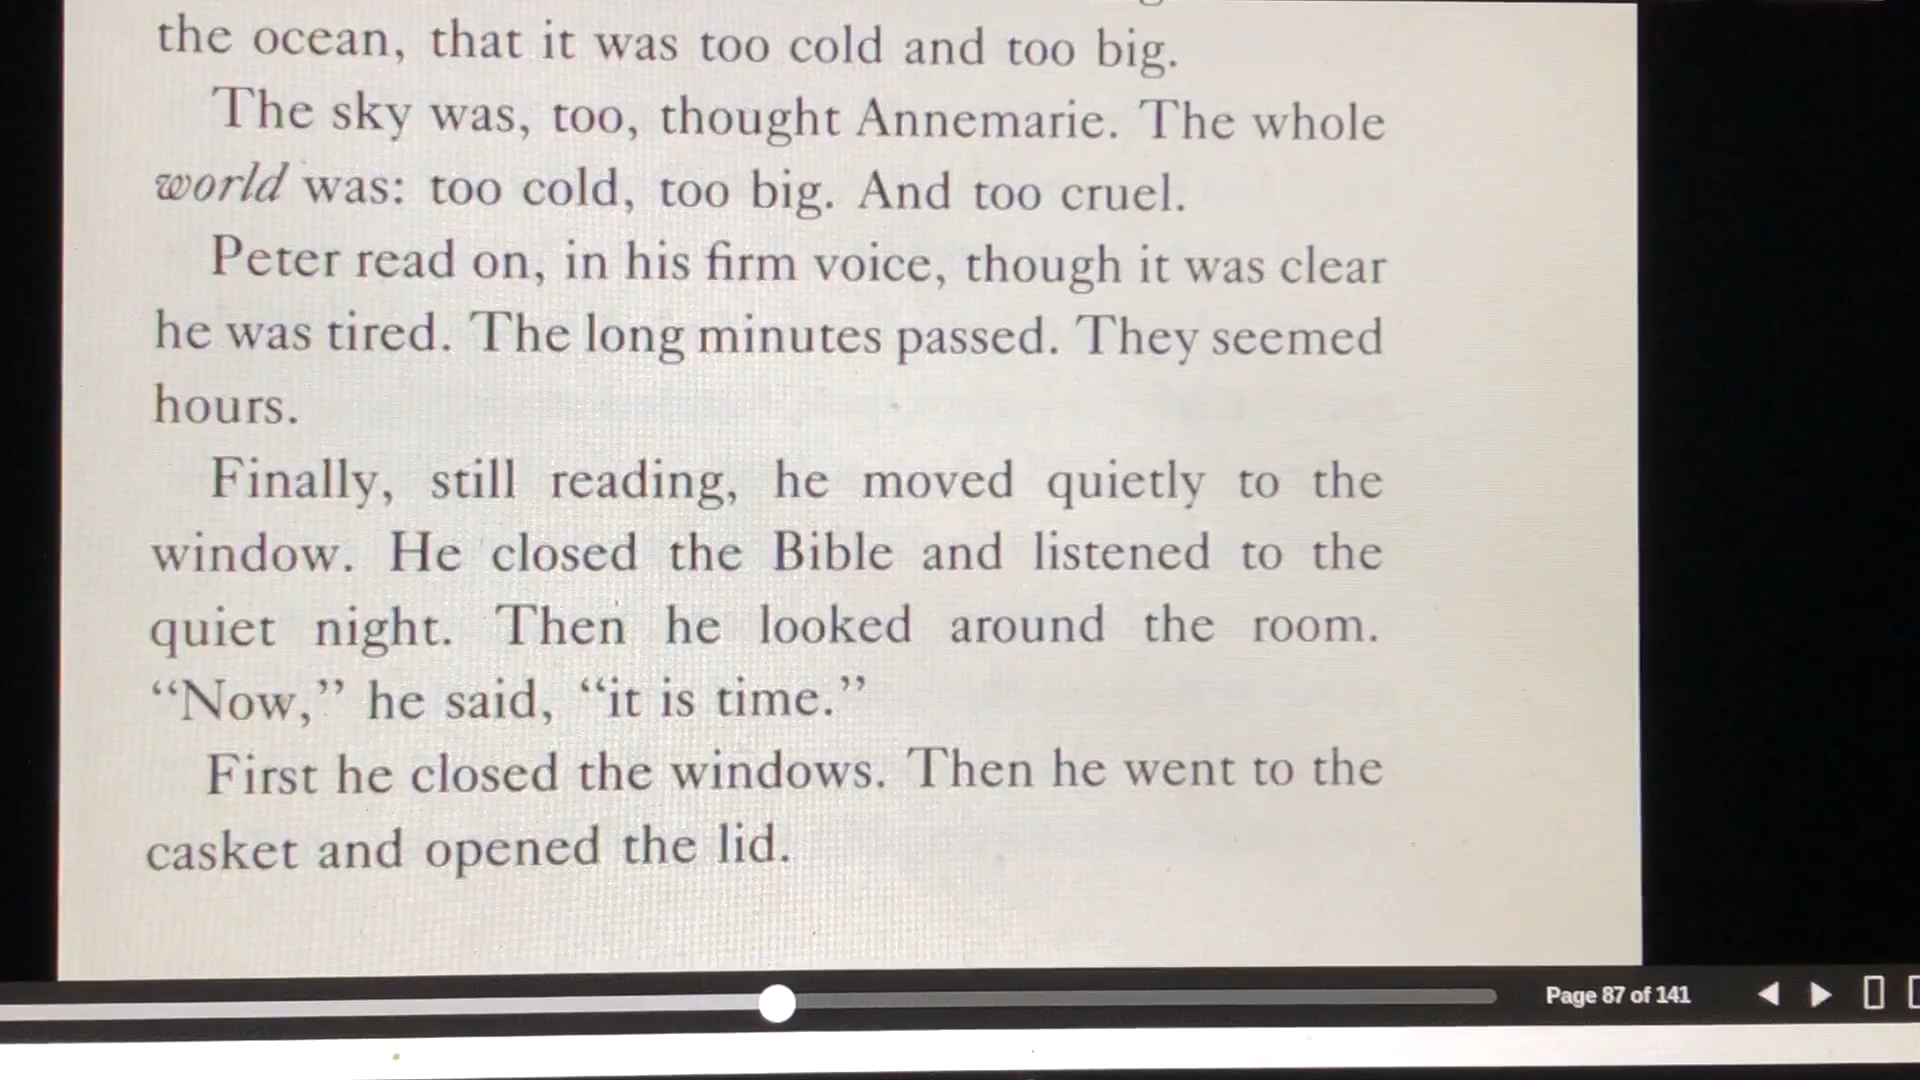 the ocean, that it was too cold and too big.
The sky was, too, thought Annemarie. The whole
world was: too cold, too big. And too cruel.
Peter read on, in his firm voice, though it was clear
he was tired. The long minutes passed. They seemed
hours.
Finally, still reading, he moved quietly to the
window. He closed the Bible and listened to the
quiet night. Then he looked around the room.
“Now,” he said, “it is time.”
First he closed the windows. Then he went to the
casket and opened the lid.
Page 87 of 141